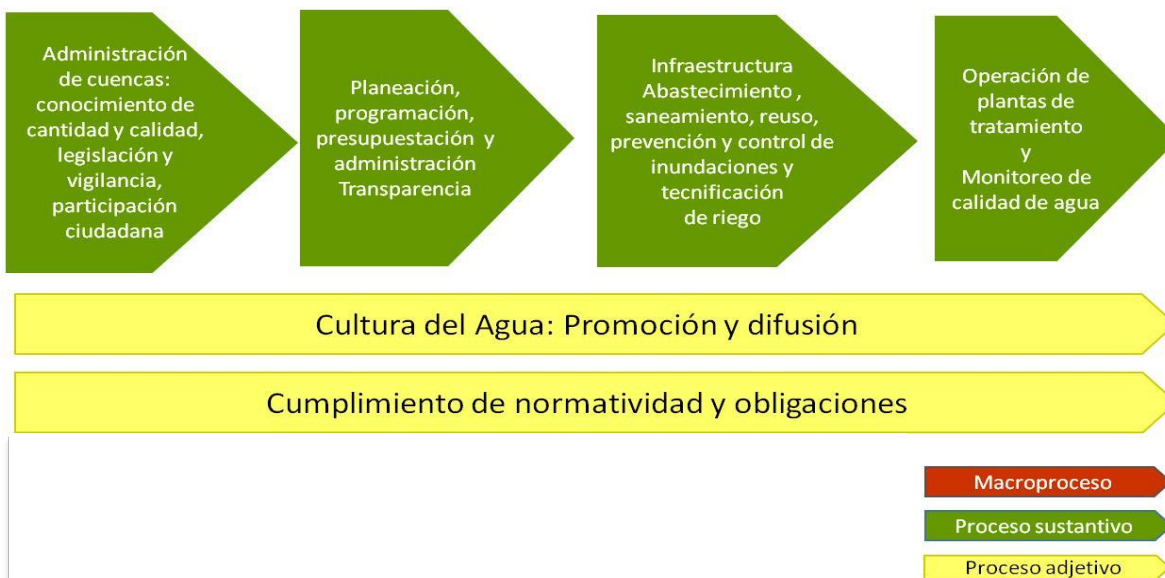 Administración
de cuencas:
conocimiento de
cantidad y calidad,
legislación y
vigilancia,
participación
ciudadana
Planeación,
programación,
presupuestación y
administración
Transparencia
Infraestructura
Abastecimiento ,
saneamiento, reuso,
prevención y control de
inundaciones y
tecnificación
de riego
Operación de
plantas de
tratamiento
y
Monitoreo de
calidad de agua
Cultura del Agua: Promoción y difusión
Cumplimiento de normatividad y obligaciones
Macroproceso
Proceso sustantivo
Proceso adjetivo